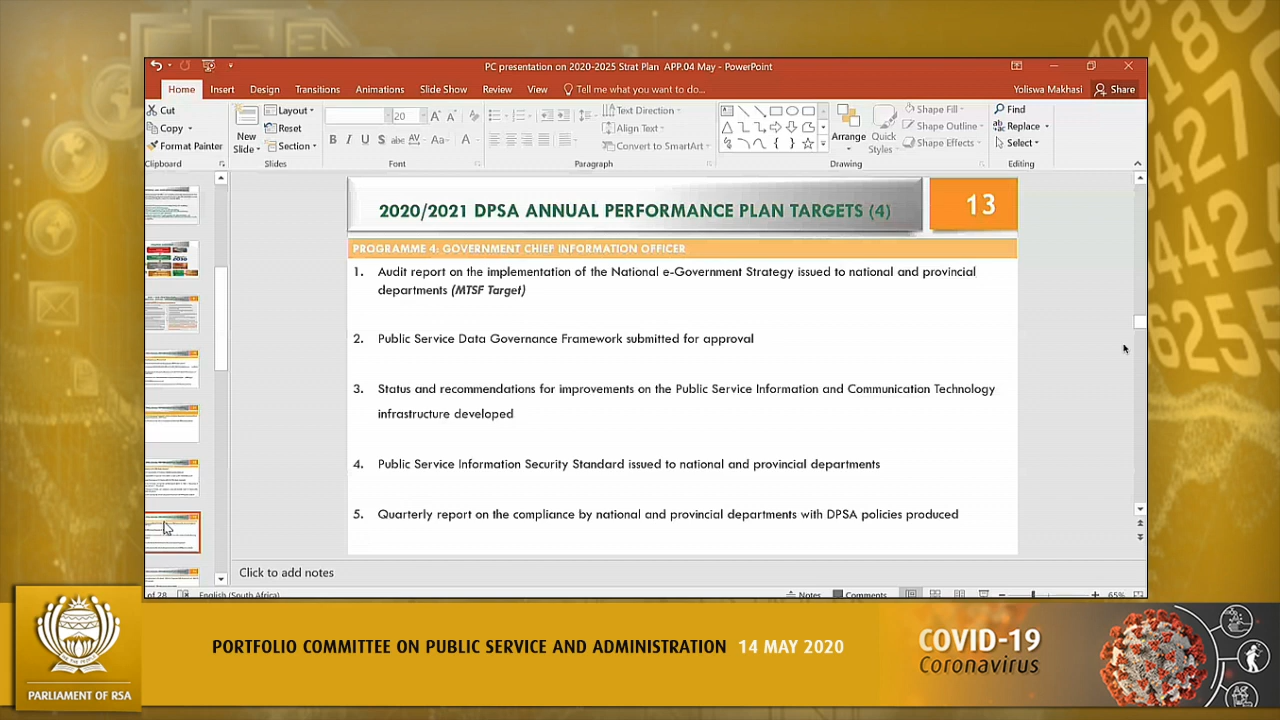 PC presentation on 2020-2025 Strat Plan APP.04 May - PowerPoint
Home Insert Design Transitions Animations Slide Show Review View Tell me what you want to do... Yoliswa Makhasi Share
Cut
Copy
Format Painter
Clipboard
New Slide
Layout
Reset
Section
Slides
20
B I U S abc AV Aa A
Font
Text Direction
Align Text
Convert to SmartArt
Paragraph
Arrange
Quick Styles
Shape Fill
Shape Outline
Shape Effects
Drawing
Find
Replace
Select
Editing
2020-2021 DPSA ANNUAL PERFORMANCE PLAN TARGETS (4)
13
PROGRAMME 4: GOVERNMENT CHIEF INFORMATION OFFICER
1. Audit report on the implementation of the National e-Government Strategy issued to national and provincial
departments (MTSF Target)
2. Public Service Data Governance Framework submitted for approval
3. Status and recommendations for improvements on the Public Service Information and Communication Technology
infrastructure developed
4. Public Service Information Security issued to national and provincial departments
5. Quarterly report on the compliance by national and provincial departments with DPSA policies produced
Click to add notes
of 28 English (South Africa) Notes Comments 65%
PARLIAMENT OF RSA
PORTFOLIO COMMITTEE ON PUBLIC SERVICE AND ADMINISTRATION 14 MAY 2020
COVID-19
Coronavirus